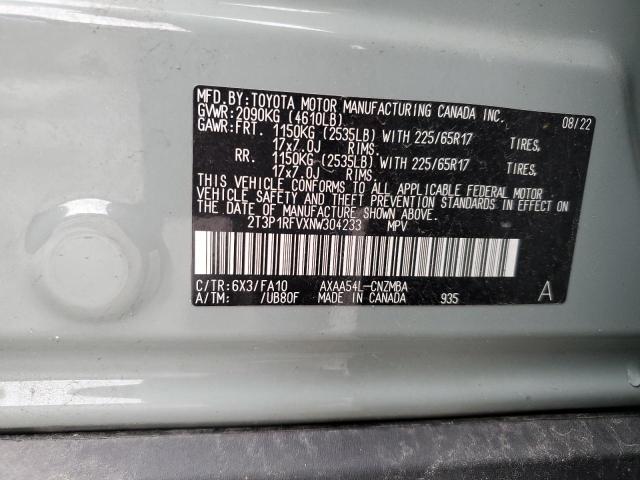 MFD.BY:TOYOTA MOTOR MANUFACTURING CANADA INC.
GVWR:2090KG (4610LB) 08/22
GAWR:FRT. 1150KG (2535LB) WITH 225/65R17 TIRES,
17x7.0J RIMS.
RR. 1150KG (2535LB) WITH 225/65R17 TIRES,
17x7.0J RIMS.
THIS VEHICLE CONFORMS TO ALL APPLICABLE FEDERAL MOTOR
VEHICLE SAFETY AND THEFT PREVENTION STANDARDS IN EFFECT ON
THE DATE OF MANUFACTURE SHOWN ABOVE.
2T3P1RFVXNW304233 MPV
C/TR:6X3/FA10 AXAA54L-CNZMBA
A/TM: /UB80F MADE IN CANADA 935 A